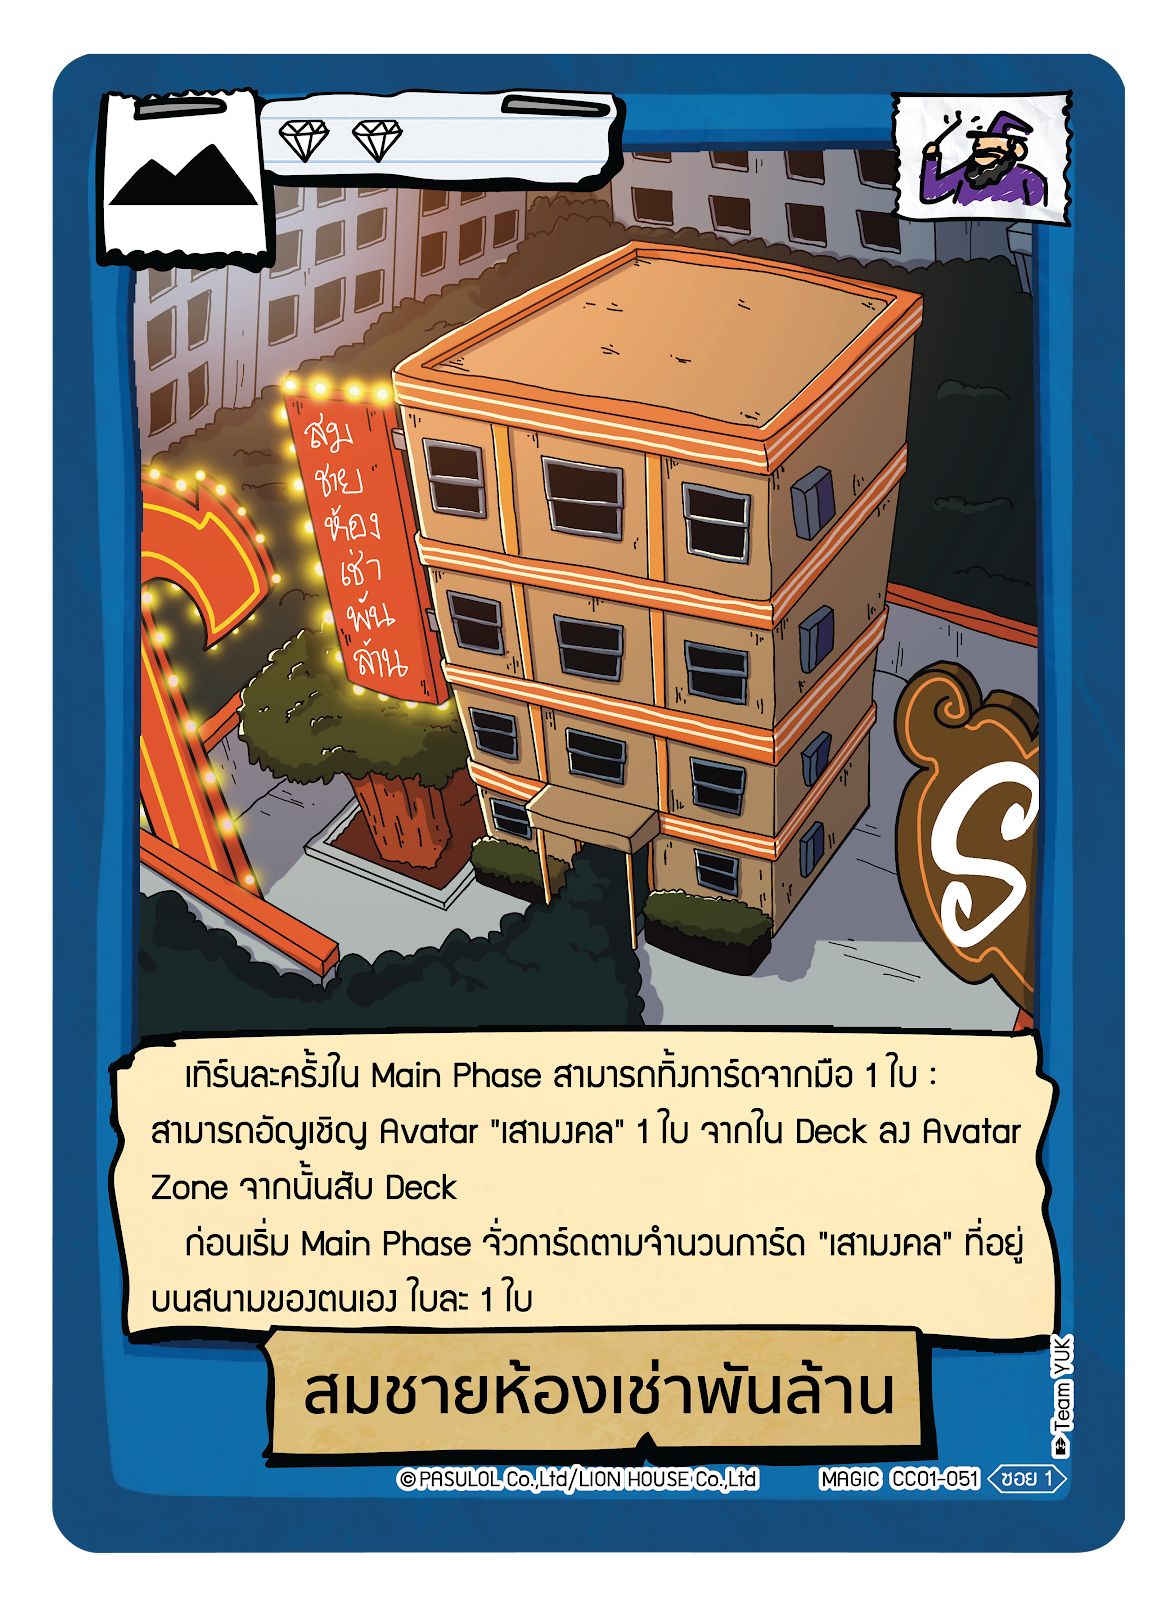 สม
ชาย
ห้อง
เช่า
พัน
ล้าน
S
เทิร์นละครั้งใน Main Phase สามารถทิ้งการ์ดจากมือ 1 ใบ :
สามารถอัญเชิญ Avatar "เสามงคล" 1 ใบ จากใน Deck ลง Avatar
Zone จากนั้นสับ Deck
ก่อนเริ่ม Main Phase จั่วการ์ดตามจำนวนการ์ด "เสามงคล" ที่อยู่
บนสนามของตนเอง ใบละ 1 ใบ
สมชายห้องเช่าพันล้าน
Team YUK
©PASULOL Co.,Ltd/LION HOUSE Co.,Ltd
MAGIC CC01-051 ซอย 1